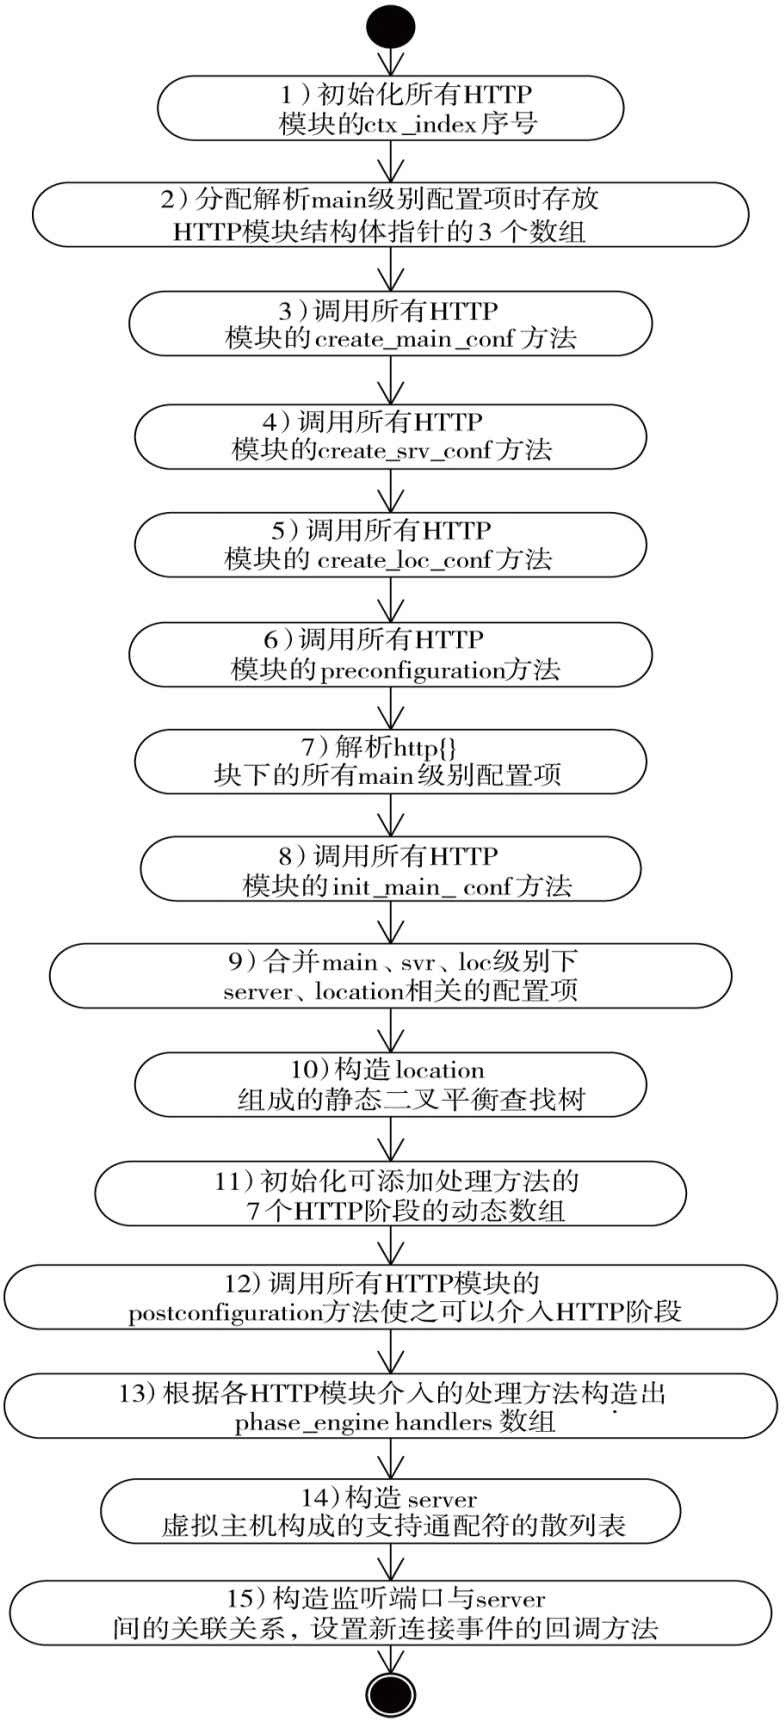 1）初始化所有HTTP
模块的ctx_index序号
2）分配解析main级别配置项时存放
HTTP模块结构体指针的3个数组
3）调用所有HTTP
模块的create_main_conf方法
4）调用所有HTTP
模块的create_srv_conf方法
5）调用所有HTTP
模块的 create_loc_conf方法
6）调用所有HTTP
模块的preconfiguration方法
7）解析http{}
块下的所有main级别配置项
8）调用所有HTTP
模块的init_main_ conf方法
9）合并main、svr、loc级别下
server、location相关的配置项
10）构造location
组成的静态二叉平衡查找树
11）初始化可添加处理方法的
7个HTTP阶段的动态数组
12）调用所有HTTP模块的
postconfiguration方法使之可以介入HTTP阶段
13）根据各HTTP模块介入的处理方法构造出
phase_engine handlers 数组
14）构造 server
虚拟主机构成的支持通配符的散列表
15）构造监听端口与server
间的关联关系，设置新连接事件的回调方法